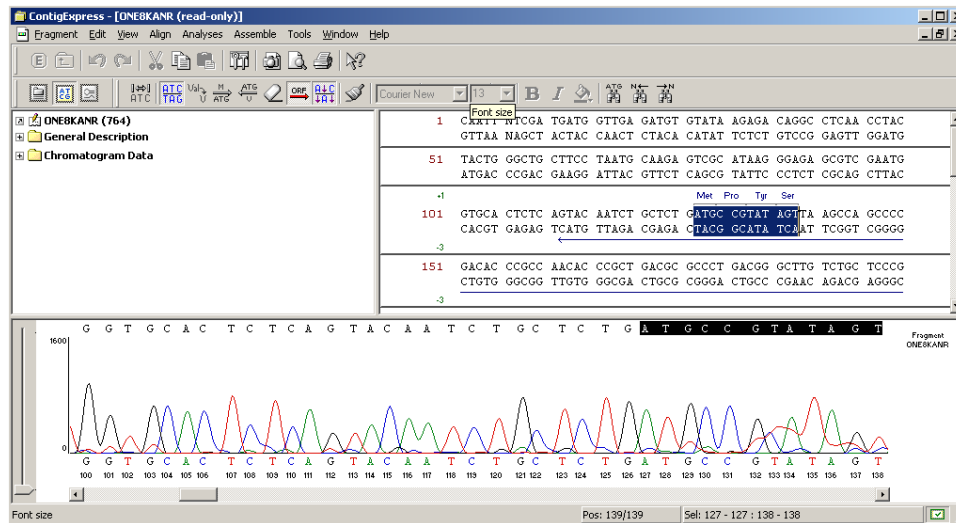 ContigExpress - [ONE8KANR (read-only)]
Fragment Edit View Align Analyses Assemble Tools Window Help
Courier New 13
Font size
ONE8KANR (764)
General Description
Chromatogram Data
1 CAATT NTCGA TGATG GTTGA GATGT GTATA AGAGA CAGGC CTCAA CCTAC
GTTAA NAGCT ACTAC CAACT CTACA CATAT TCTCT GTCCG GAGTT GGATG
51 TACTG GGCTG CTTCC TAATG CAAGA GTCGC ATAAG GGAGA GCGTC GAATG
ATGAC CCGAC GAAGG ATTAC GTTCT CAGCG TATTC CCTCT CGCAG CTTAC
+1 Met Pro Tyr Ser
101 GTGCA CTCTC AGTAC AATCT GCTCT GATGC CGTAT AGTTA AGCCA GCCCC
CACGT GAGAG TCATG TTAGA CGAGA CTACG GCATA TCAAT TCGGT CGGGG
-3
151 GACAC CCGCC AACAC CCGCT GACGC GCCCT GACGG GCTTG TCTGC TCCCG
CTGTG GGCGG TTGTG GGCGA CTGCG CGGGA CTGCC CGAAC AGACG AGGGC
-3
G G T G C A C T C T C A G T A C A A T C T G C T C T G A T G C C G T A T A G T
Fragment
ONE8KANR
1600
0
G G T G C A C T C T C A G T A C A A T C T G C T C T G A T G C C G T A T A G T
100 101 102 103 104 105 106 107 108 109 110 111 112 113 114 115 116 117 118 119 120 121 122 123 124 125 126 127 128 129 130 131 132 133 134 135 136 137 138
Font size Pos: 139/139 Sel: 127 - 127 : 138 - 138